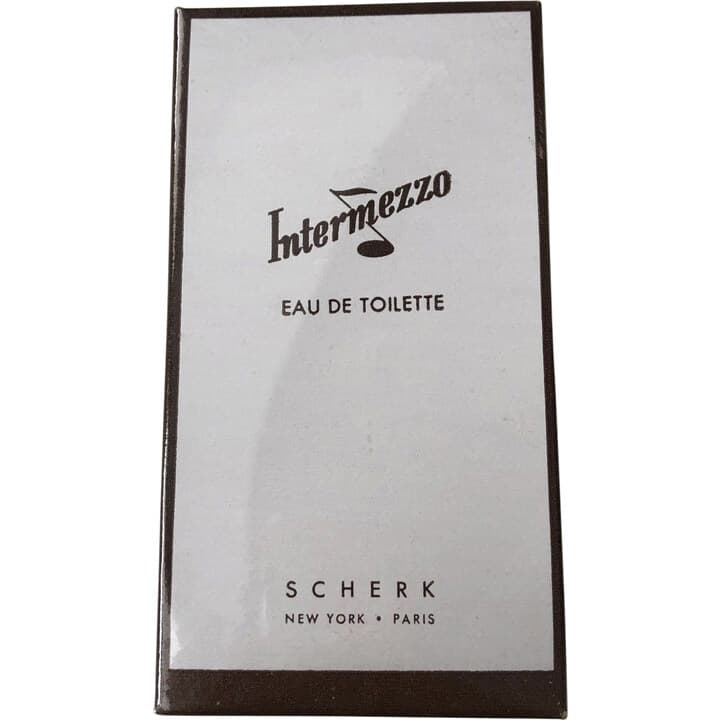 Intermezzo
EAU DE TOILETTE
SCHERK
NEW YORK • PARIS